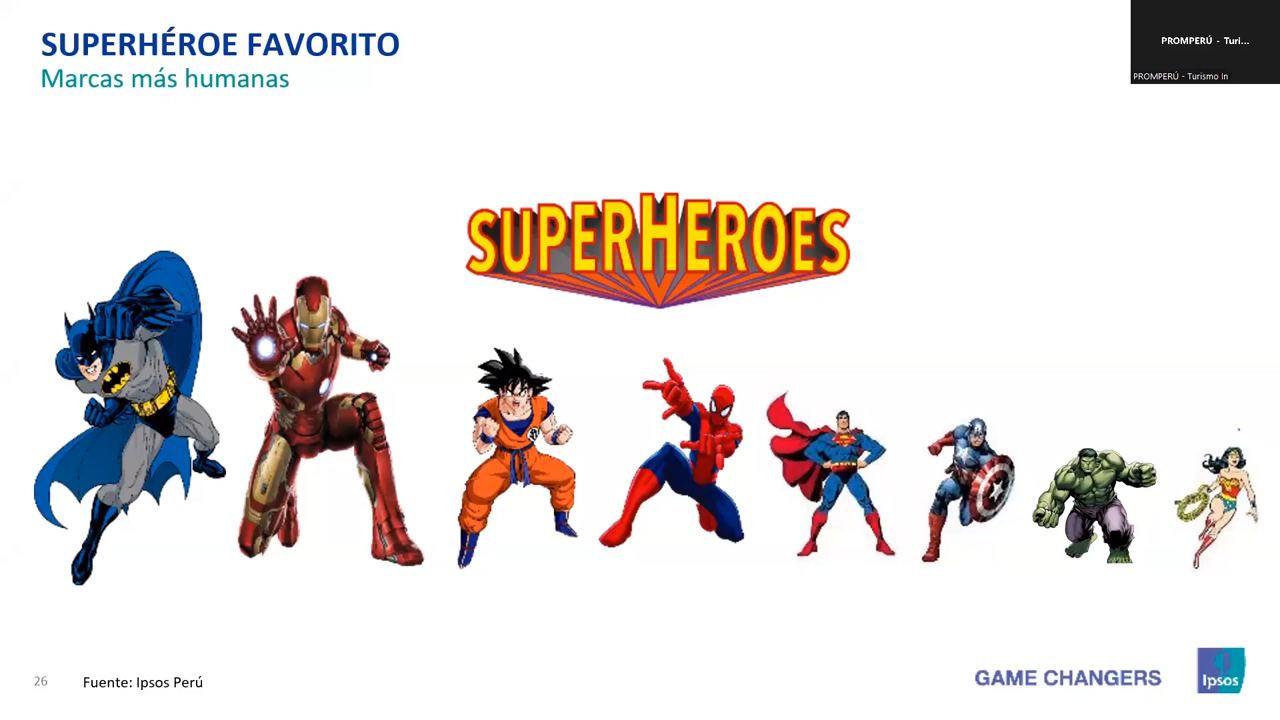 SUPERHÉROE FAVORITO
Marcas más humanas
PROMPERÚ - Turi...
PROMPERÚ - Turismo In
SUPERHEROES
26
Fuente: Ipsos Perú
GAME CHANGERS
Ipsos